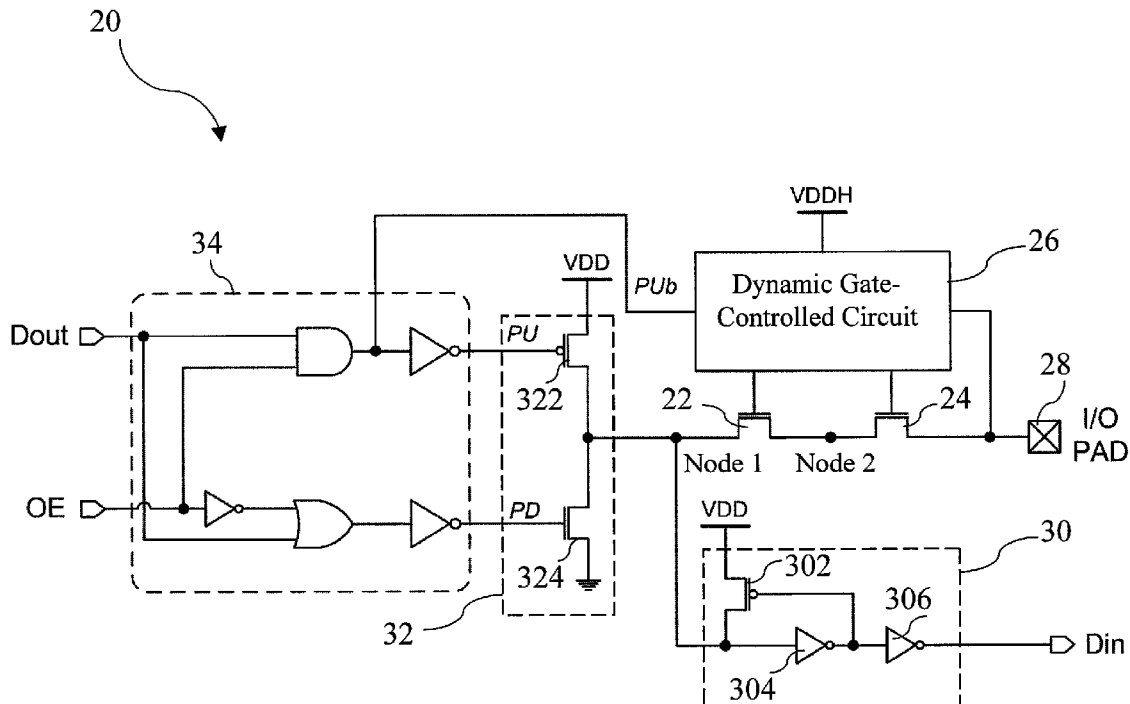 20
VDDH
34
26
VDD
PUb
Dynamic Gate-
Controlled Circuit
Dout
PU
322
22
24
28
I/O
PAD
Node 1
Node 2
OE
PD
VDD
324
30
302
32
306
Din
304